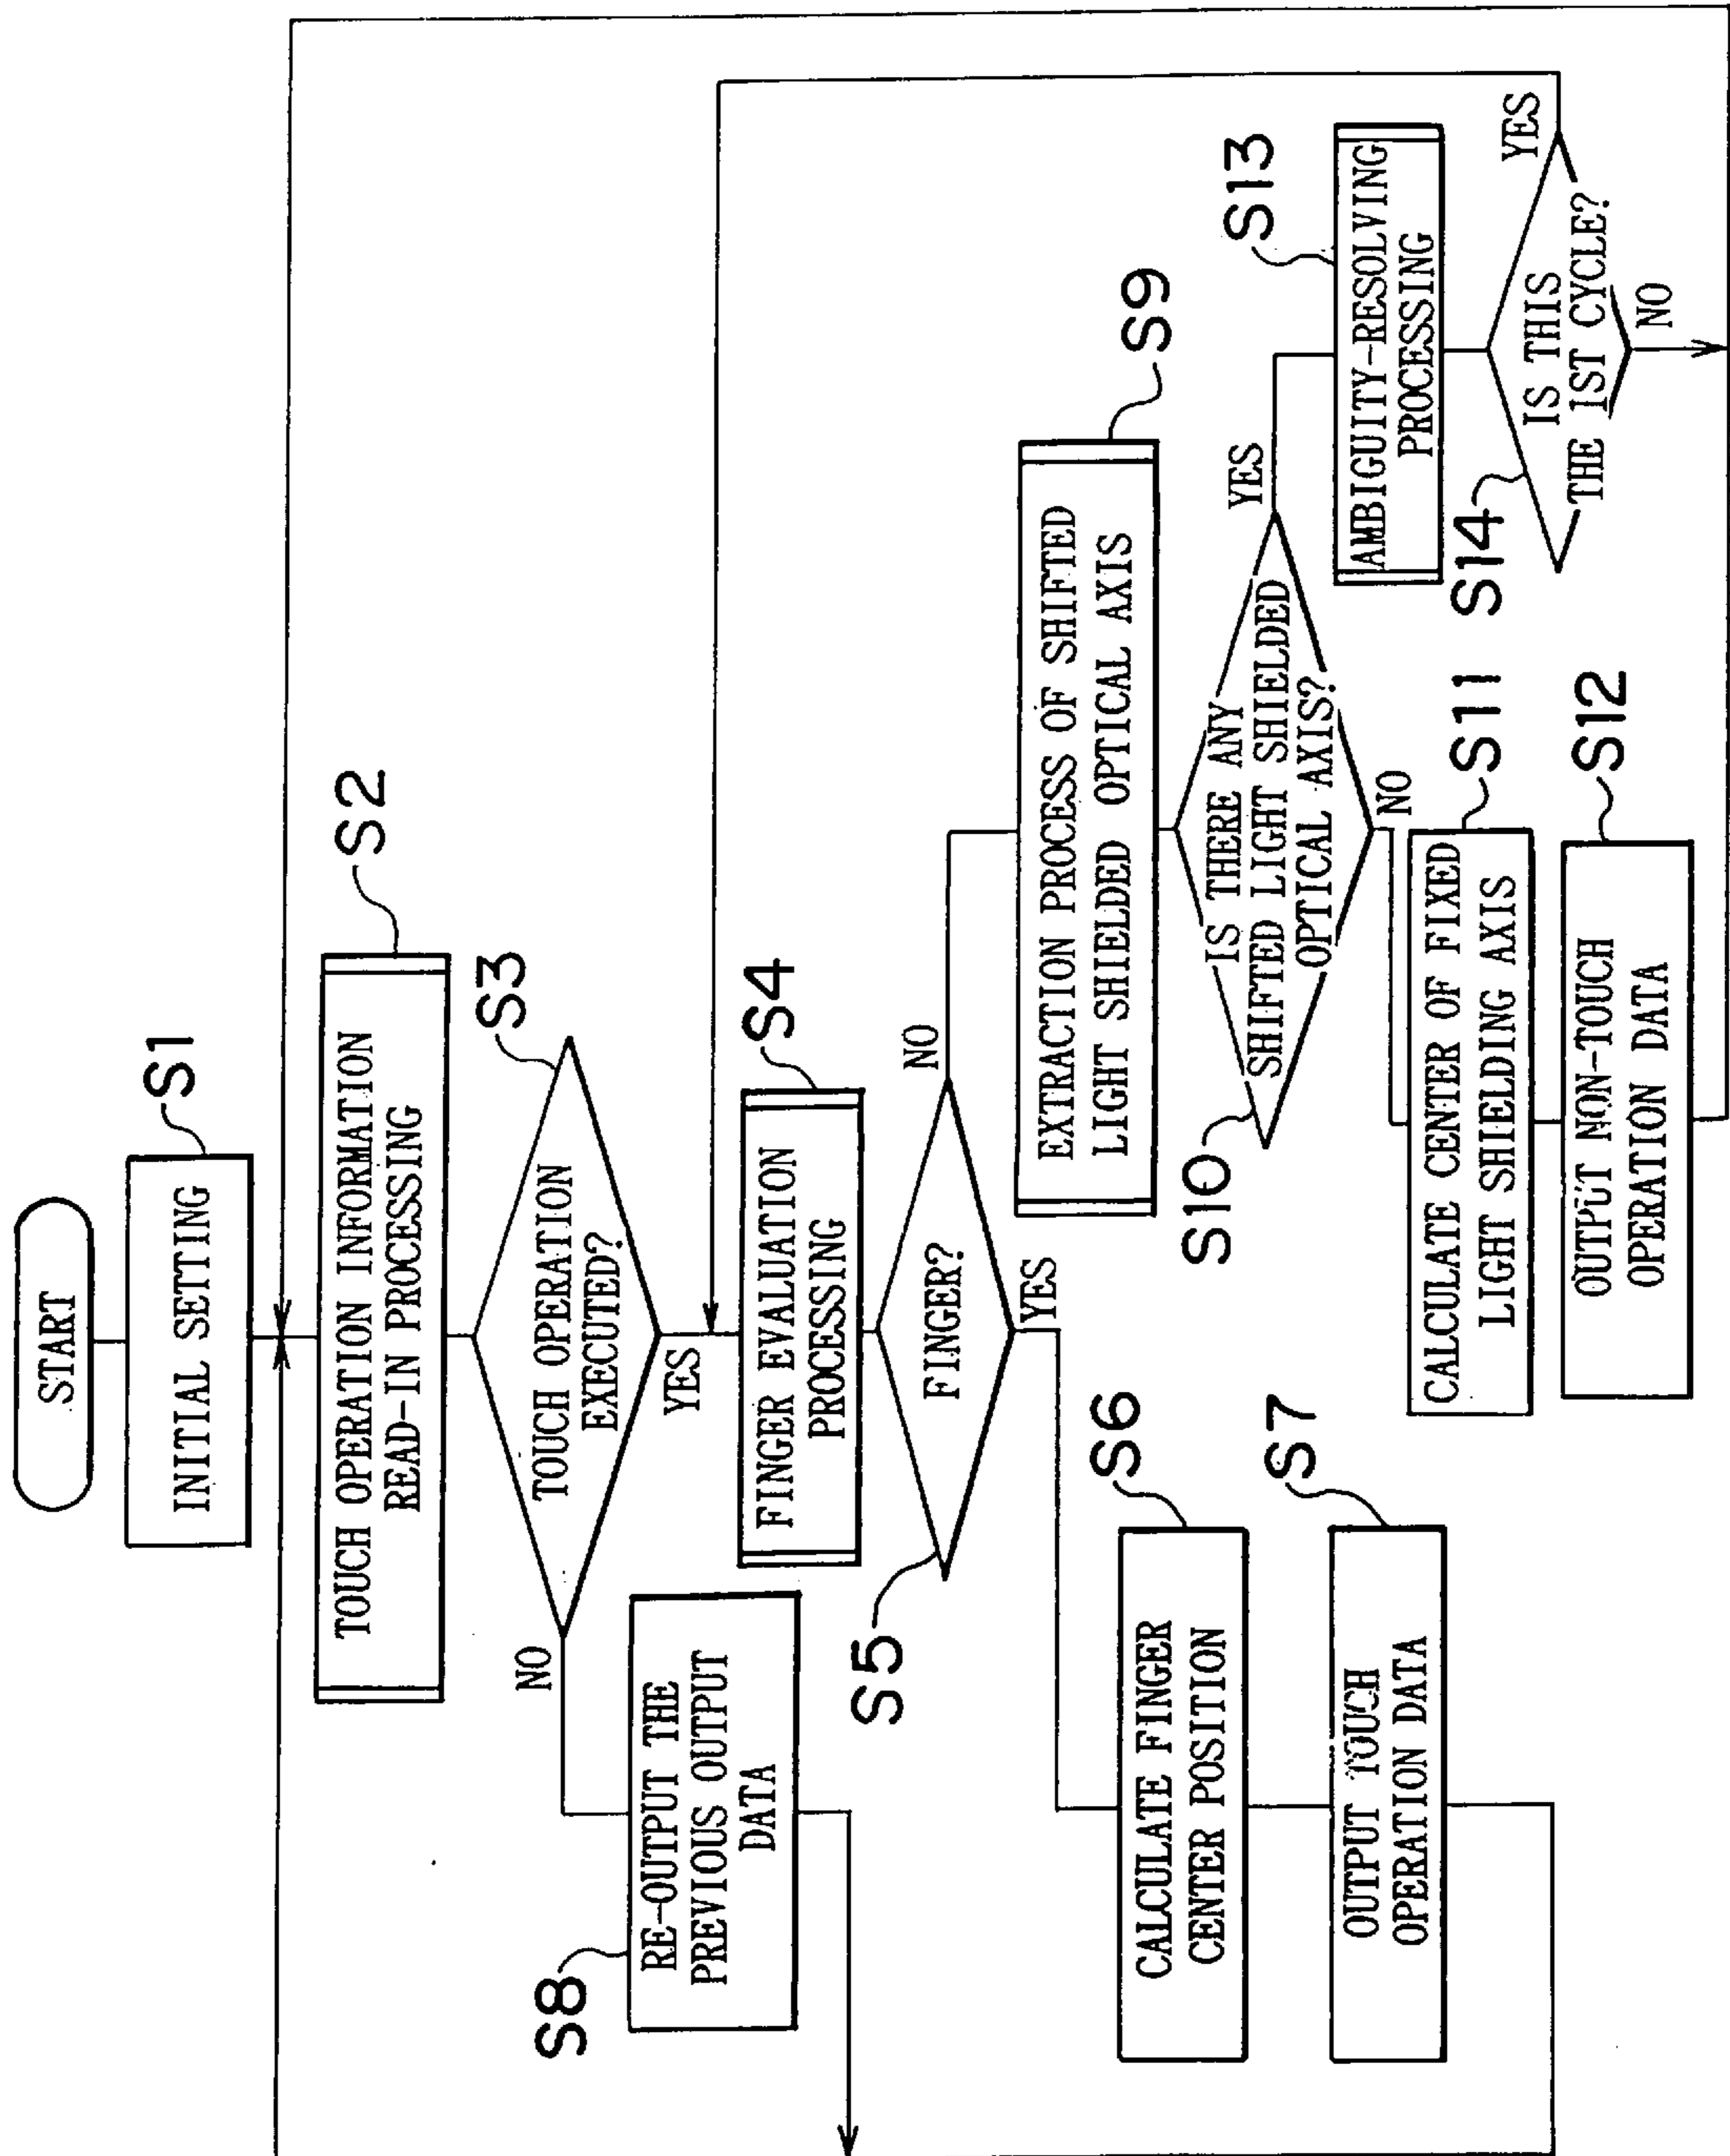 START
INITIAL SETTING
S1
TOUCH OPERATION INFORMATION
READ-IN PROCESSING
S2
TOUCH OPERATION
EXECUTED?
S3
NO
YES
RE-OUTPUT THE
PREVIOUS OUTPUT
DATA
S8
FINGER EVALUATION
PROCESSING
S4
FINGER?
S5
NO
YES
CALCULATE FINGER
CENTER POSITION
S6
OUTPUT TOUCH
OPERATION DATA
S7
EXTRACTION PROCESS OF SHIFTED
LIGHT SHIELDED OPTICAL AXIS
S9
IS THERE ANY
SHIFTED LIGHT SHIELDED
OPTICAL AXIS?
S10
YES
NO
CALCULATE CENTER OF FIXED
LIGHT SHIELDING AXIS
S11
OUTPUT NON-TOUCH
OPERATION DATA
S12
AMBIGUITY-RESOLVING
PROCESSING
S13
IS THIS
THE 1ST CYCLE?
S14
YES
NO